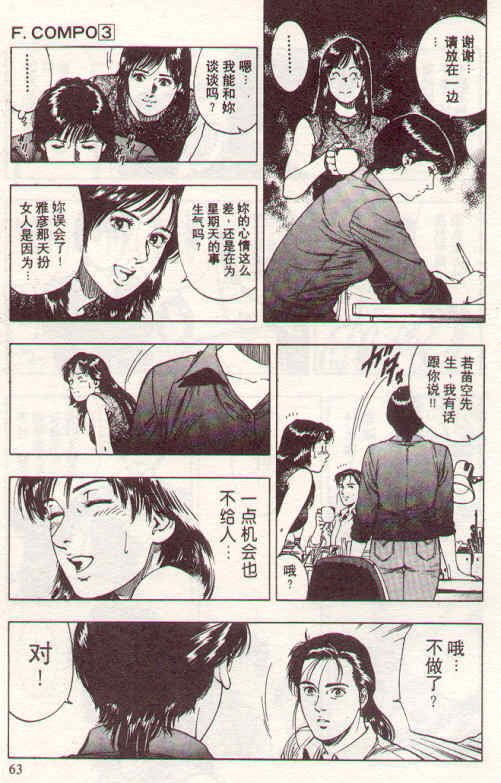 F. COMPO 3
谢谢…
请放在一边
………
嗯…
我能和妳
谈谈吗？
………
妳的心情这么
差，还是在为
星期天的事
生气吗？
妳误会了！
雅彦那天扮
女人是因为…
若苗空先
生，我有话
跟你说!!
ガガッ
哦？
一点机会也
不给人…
哦…
不做了？
对！
63